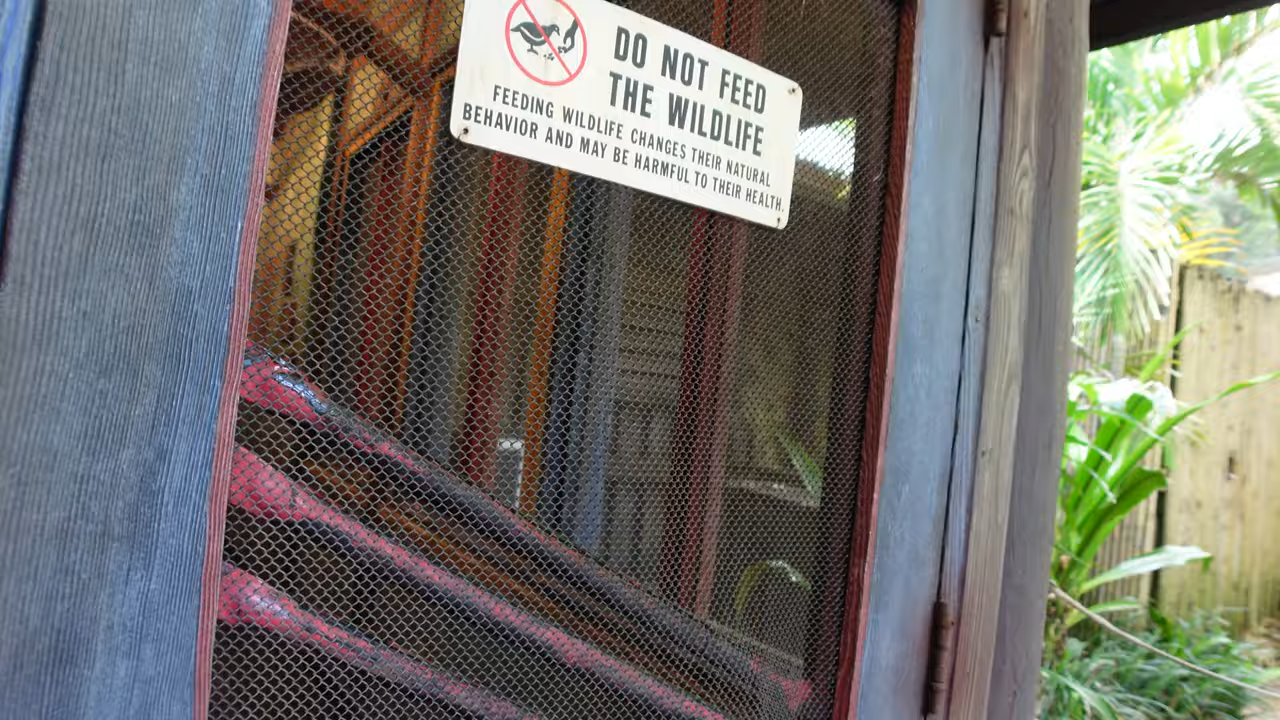 DO NOT FEED
THE WILDLIFE
FEEDING WILDLIFE CHANGES THEIR NATURAL
BEHAVIOR AND MAY BE HARMFUL TO THEIR HEALTH.